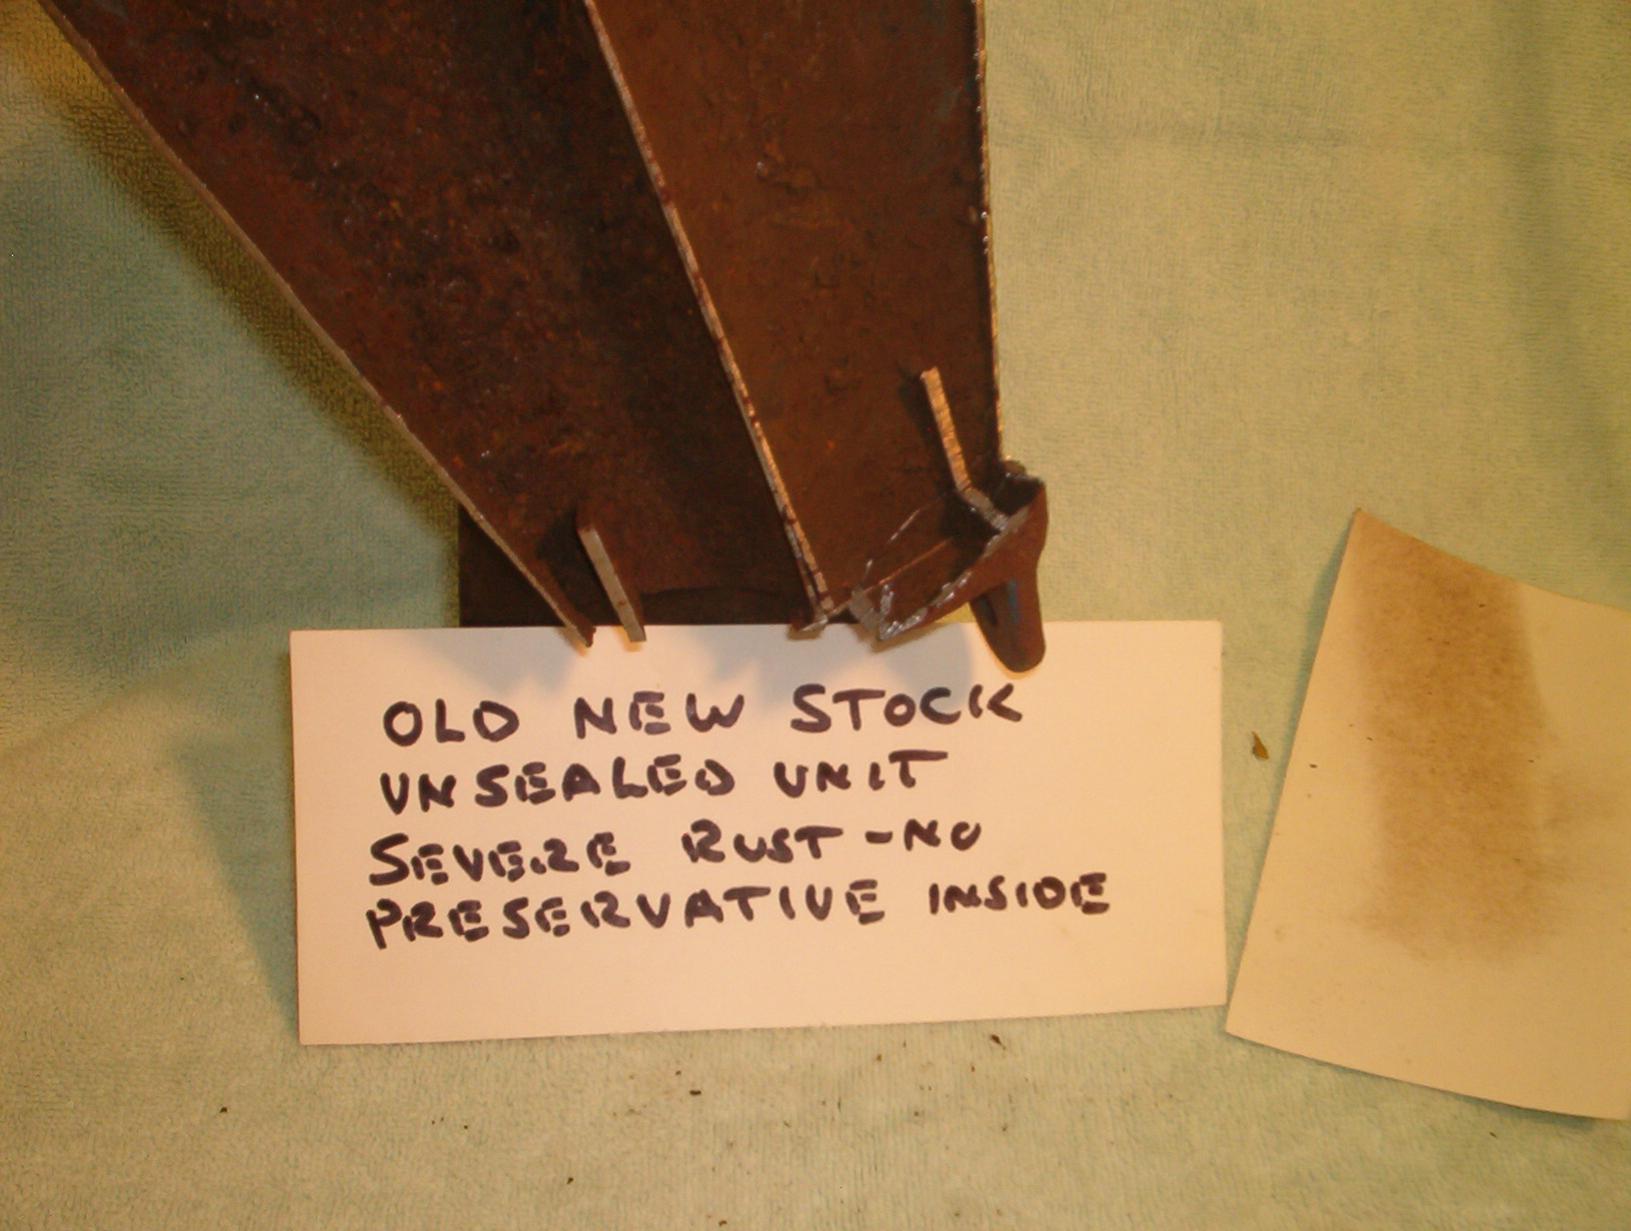 OLD NEW STOCK
UNSEALED UNIT
SEVERE RUST-NO
PRESERVATIVE INSIDE